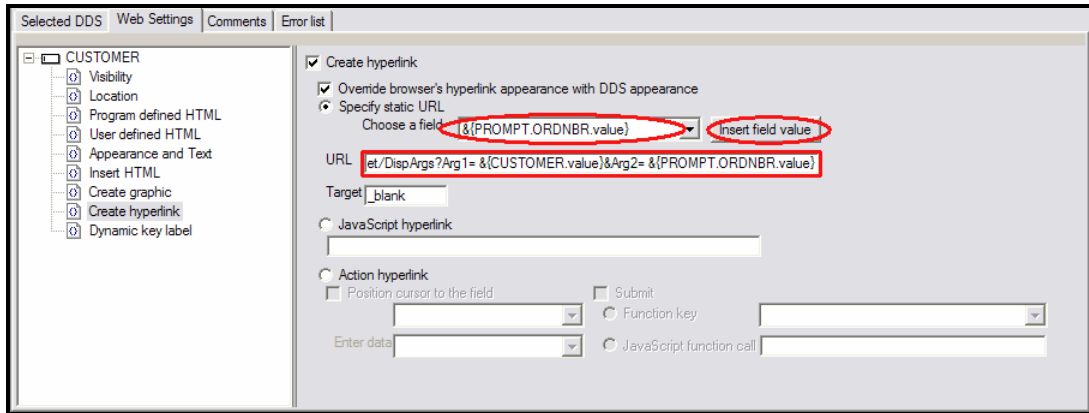 Selected DDS Web Settings Comments Error list
CUSTOMER
Visibility
Location
Program defined HTML
User defined HTML
Appearance and Text
Insert HTML
Create graphic
Create hyperlink
Dynamic key label
Create hyperlink
Override browser's hyperlink appearance with DDS appearance
Specify static URL
Choose a field &{PROMPT.ORDNBR.value} Insert field value
URL et/DispArgs?Arg1= &{CUSTOMER.value}&Arg2= &{PROMPT.ORDNBR.value}
Target _blank
JavaScript hyperlink
Action hyperlink
Position cursor to the field Submit
Function key
Enter data JavaScript function call